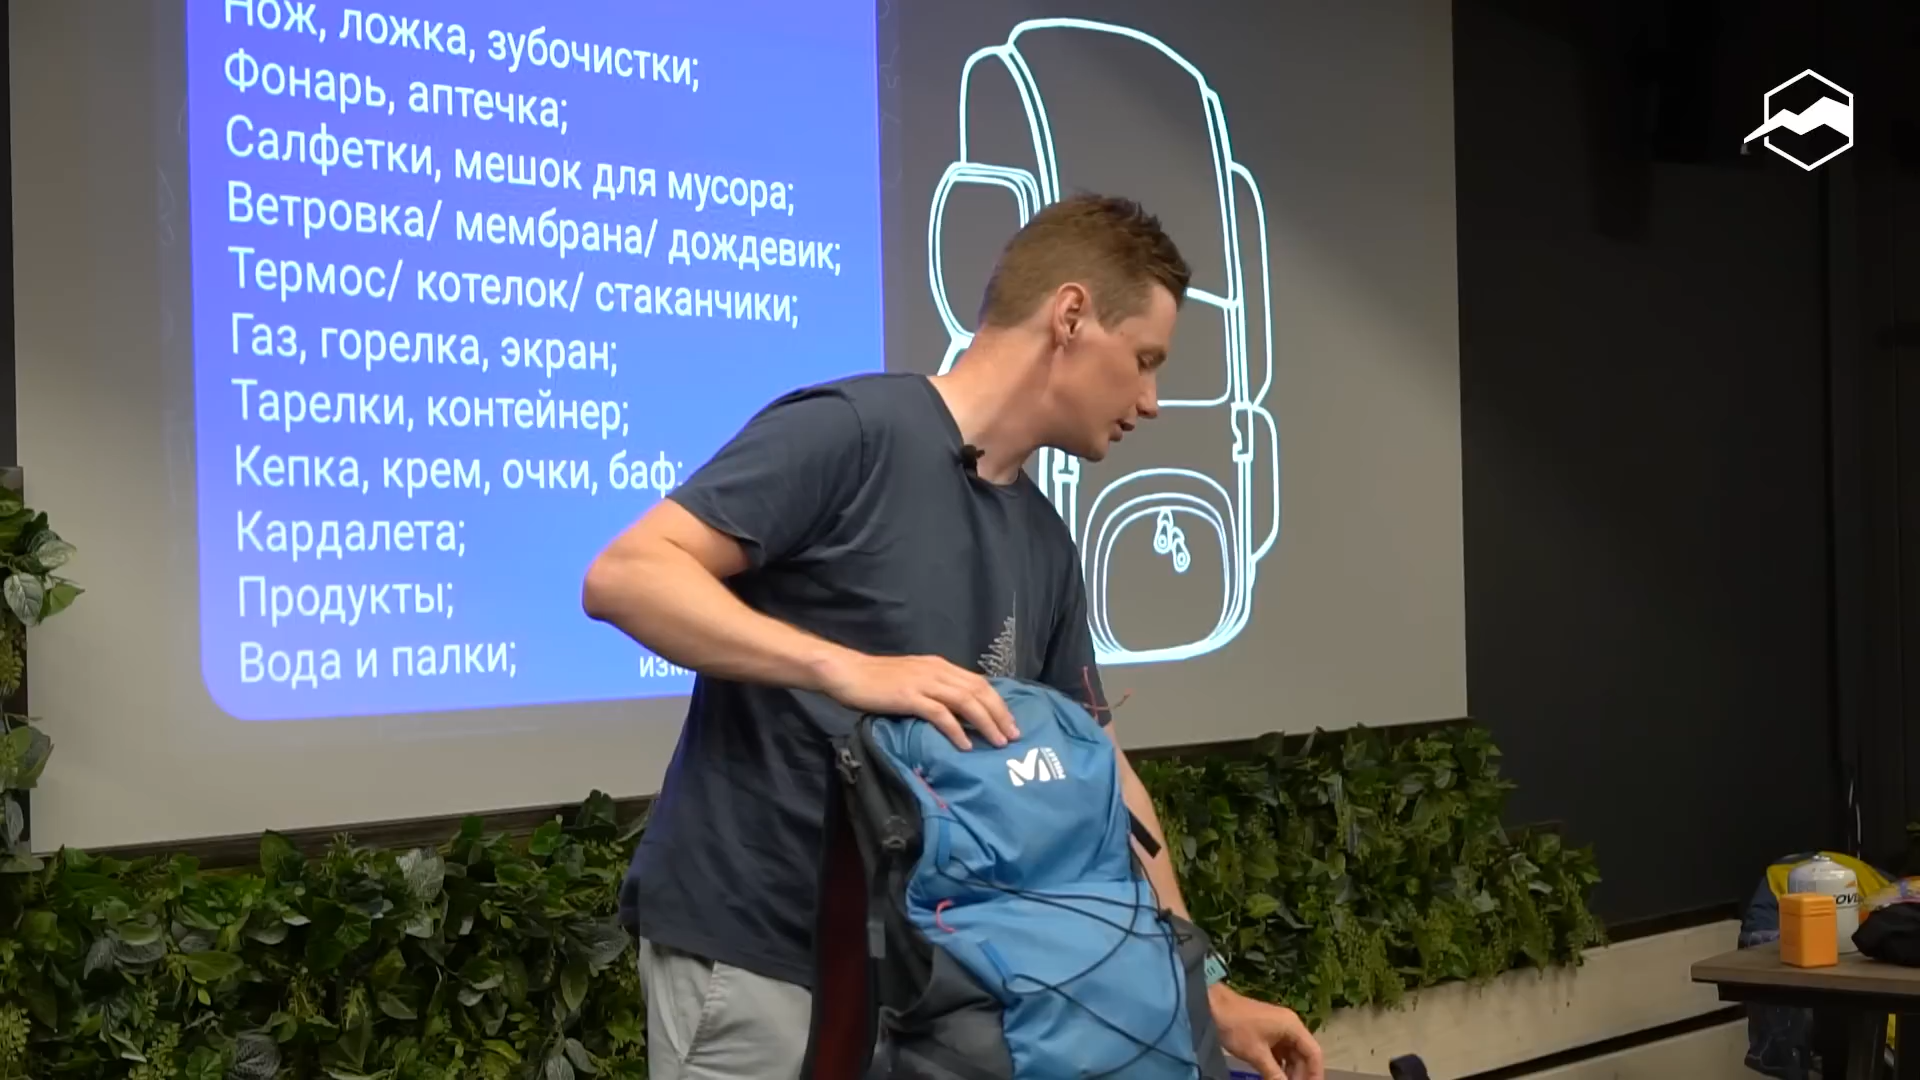 Нож, ложка, зубочистки;
Фонарь, аптечка;
Салфетки, мешок для мусора;
Ветровка/ мембрана/ дождевик;
Термос/ котелок/ стаканчики;
Газ, горелка, экран;
Тарелки, контейнер;
Кепка, крем, очки, баф;
Кардалета;
Продукты;
Вода и палки;
MILLET